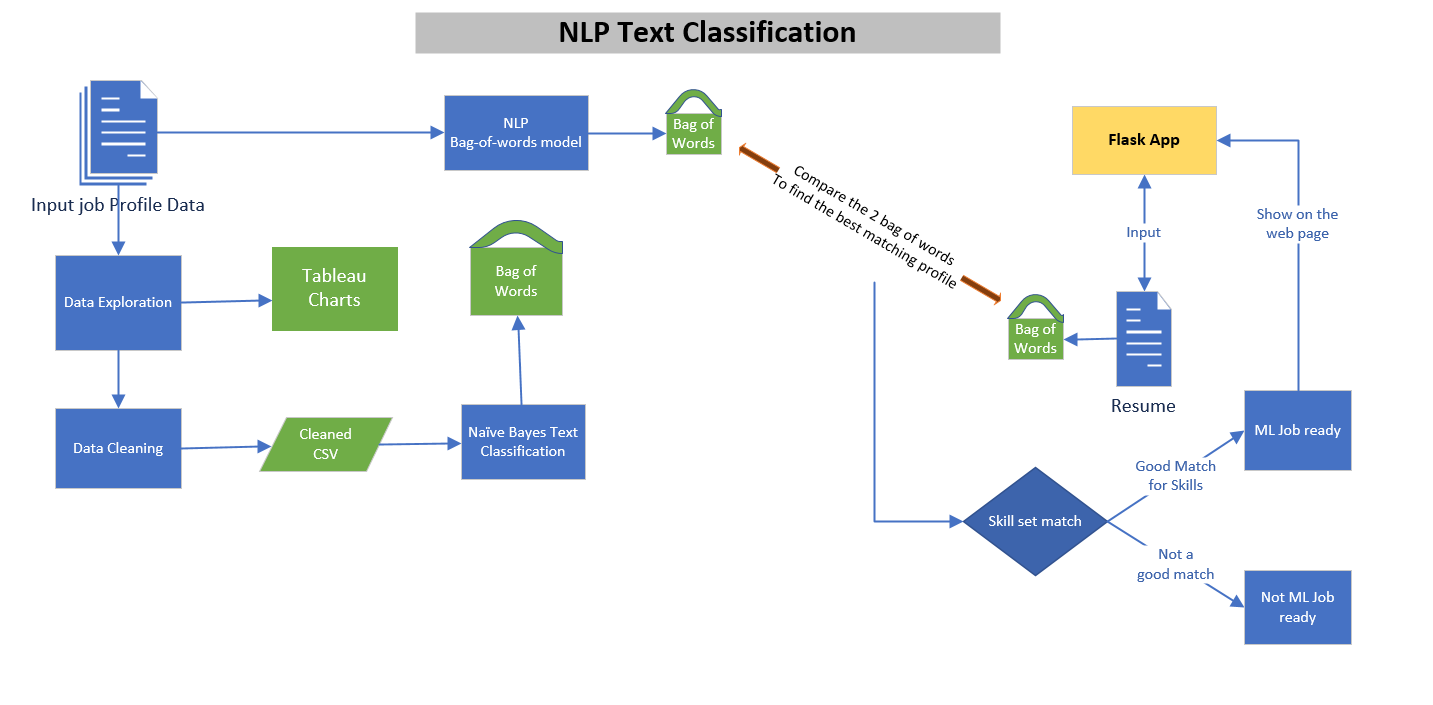 NLP Text Classification
NLP
Bag-of-words model
Bag of
Words
Flask App
Input job Profile Data
Compare the 2 bag of words
To find the best matching profile
Input
Show on the
web page
Data Exploration
Tableau
Charts
Bag of
Words
Bag of
Words
Resume
Data Cleaning
Cleaned
CSV
Naïve Bayes Text
Classification
ML Job ready
Good Match
for Skills
Skill set match
Not a
good match
Not ML Job
ready